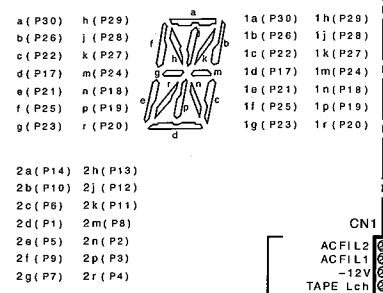 a ( P30) h ( P29)
b ( P26) j ( P28)
c ( P22) k ( P27)
d ( P17) m( P24)
e ( P21) n ( P18)
f ( P25) p ( P19)
g ( P23) r ( P20)
a
f h j k b
g m
e r p n c
d
1a ( P30) 1h ( P29)
1b ( P26) 1j ( P28)
1c ( P22) 1k ( P27)
1d ( P17) 1m( P24)
1e ( P21) 1n ( P18)
1f ( P25) 1p ( P19)
1g ( P23) 1r ( P20)
2a ( P14) 2h ( P13)
2b ( P10) 2j ( P12)
2c ( P6) 2k ( P11)
2d ( P1) 2m( P8)
2e ( P5) 2n ( P2)
2f ( P9) 2p ( P3)
2g ( P7) 2r ( P4)
CN1
ACFIL2
ACFIL1
-12V
TAPE Lch